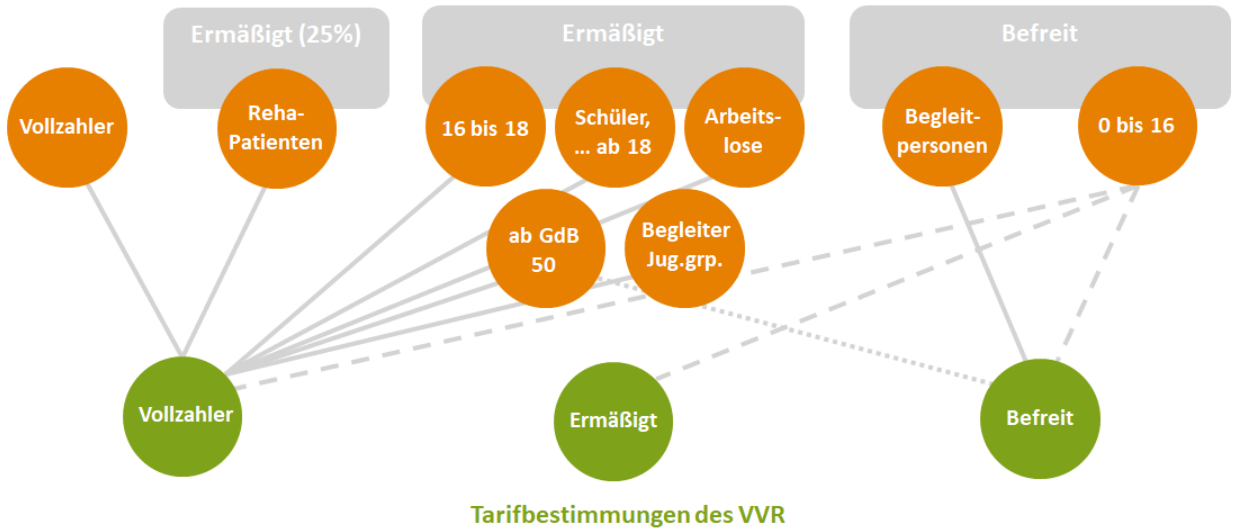 Ermäßigt (25%)
Ermäßigt
Befreit
Vollzahler
Reha-
Patienten
16 bis 18
Schüler,
... ab 18
Arbeits-
lose
Begleit-
personen
0 bis 16
ab GdB
50
Begleiter
Jug.grp.
Vollzahler
Ermäßigt
Befreit
Tarifbestimmungen des VVR